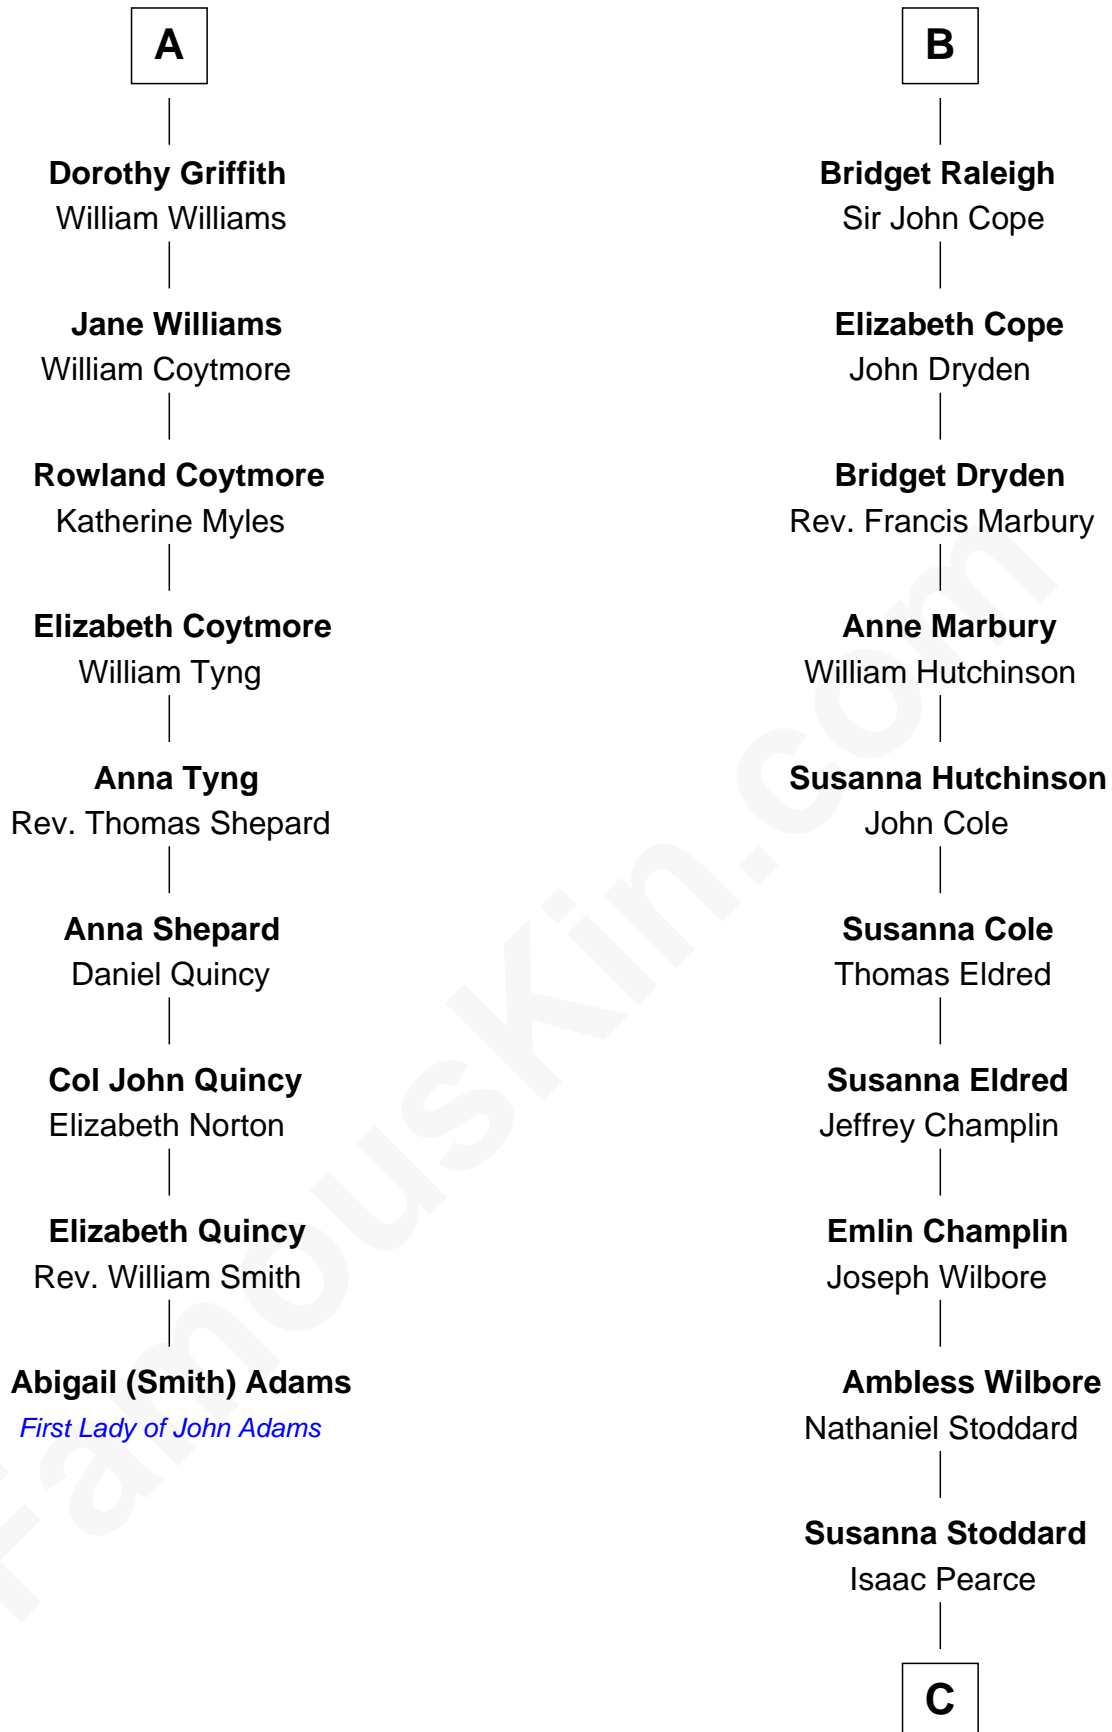 A
Dorothy Griffith
William Williams
Jane Williams
William Coytmore
Rowland Coytmore
Katherine Myles
Elizabeth Coytmore
William Tyng
Anna Tyng
Rev. Thomas Shepard
Anna Shepard
Daniel Quincy
Col John Quincy
Elizabeth Norton
Elizabeth Quincy
Rev. William Smith
Abigail (Smith) Adams
First Lady of John Adams
B
Bridget Raleigh
Sir John Cope
Elizabeth Cope
John Dryden
Bridget Dryden
Rev. Francis Marbury
Anne Marbury
William Hutchinson
Susanna Hutchinson
John Cole
Susanna Cole
Thomas Eldred
Susanna Eldred
Jeffrey Champlin
Emlin Champlin
Joseph Wilbore
Ambless Wilbore
Nathaniel Stoddard
Susanna Stoddard
Isaac Pearce
C
FamousKin.com